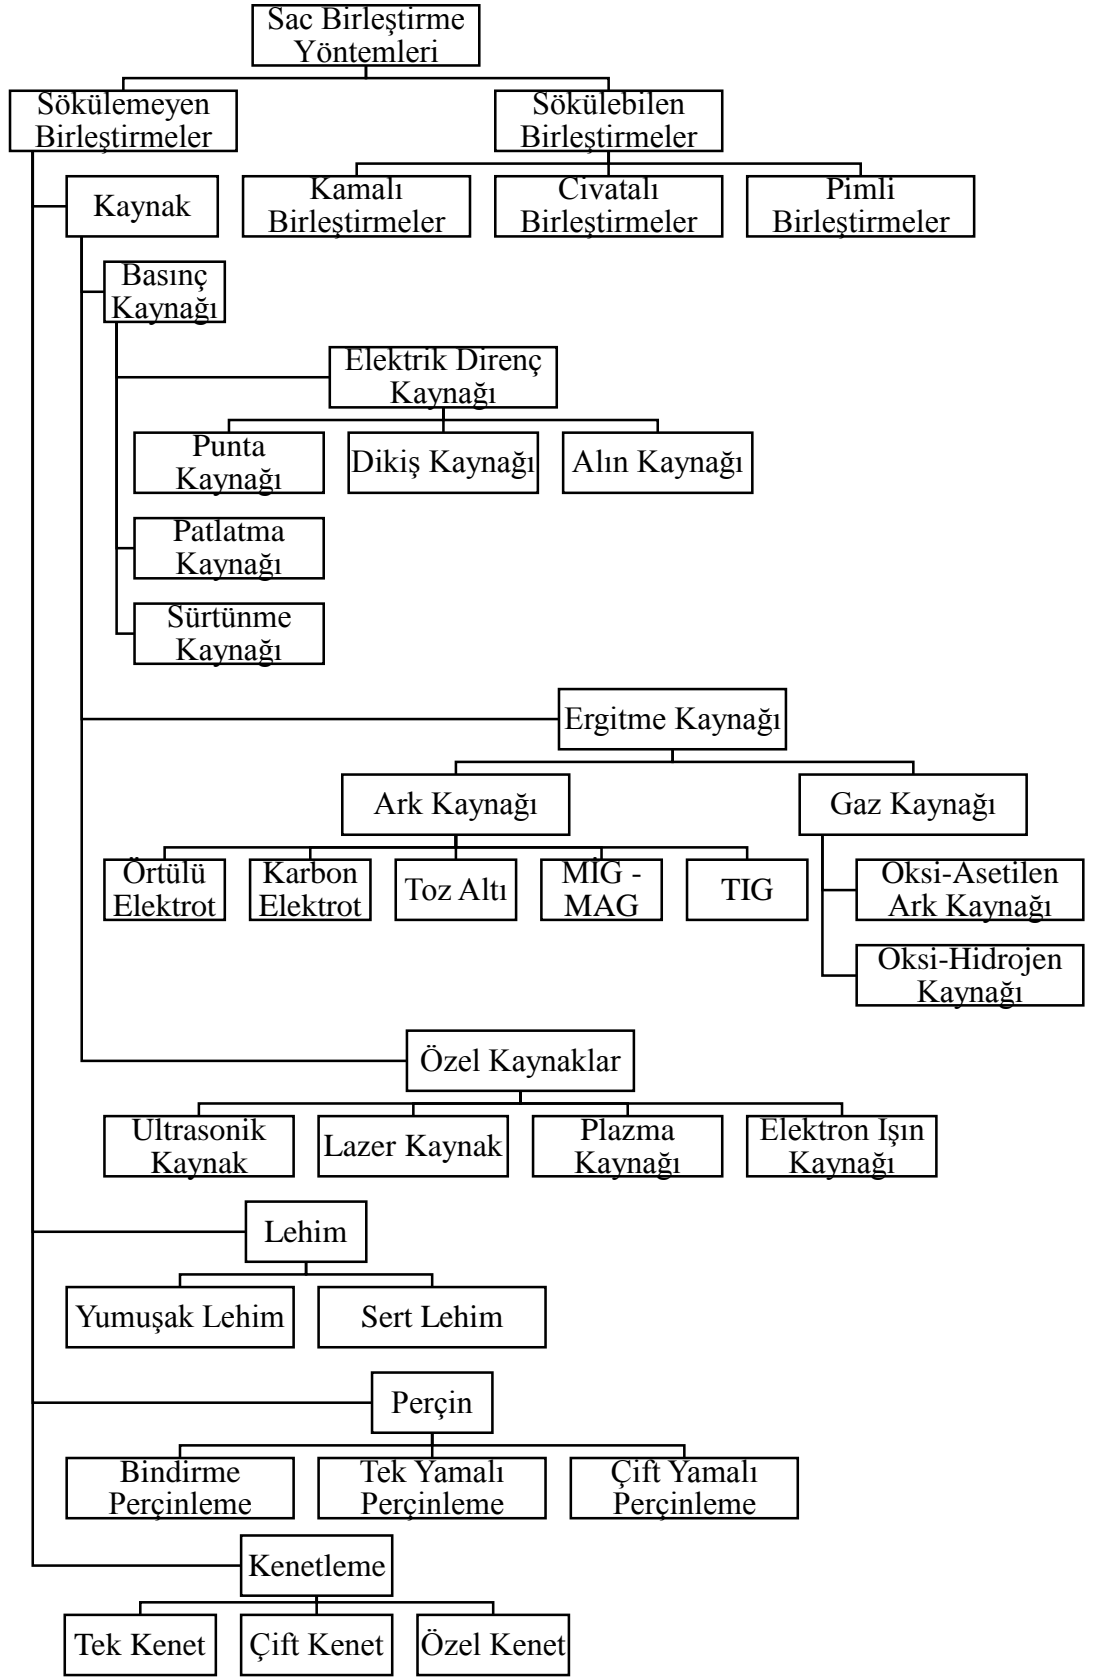 Sac Birleştirme
Yöntemleri
Sökülemeyen
Birleştirmeler
Sökülebilen
Birleştirmeler
Kaynak
Kamalı
Birleştirmeler
Civatalı
Birleştirmeler
Pimli
Birleştirmeler
Basınç
Kaynağı
Elektrik Direnç
Kaynağı
Punta
Kaynağı
Dikiş Kaynağı
Alın Kaynağı
Patlatma
Kaynağı
Sürtünme
Kaynağı
Ergitme Kaynağı
Ark Kaynağı
Gaz Kaynağı
Örtülü
Elektrot
Karbon
Elektrot
Toz Altı
MİG -
MAG
TIG
Oksi-Asetilen
Ark Kaynağı
Oksi-Hidrojen
Kaynağı
Özel Kaynaklar
Ultrasonik
Kaynak
Lazer Kaynak
Plazma
Kaynağı
Elektron Işın
Kaynağı
Lehim
Yumuşak Lehim
Sert Lehim
Perçin
Bindirme
Perçinleme
Tek Yamalı
Perçinleme
Çift Yamalı
Perçinleme
Kenetleme
Tek Kenet
Çift Kenet
Özel Kenet